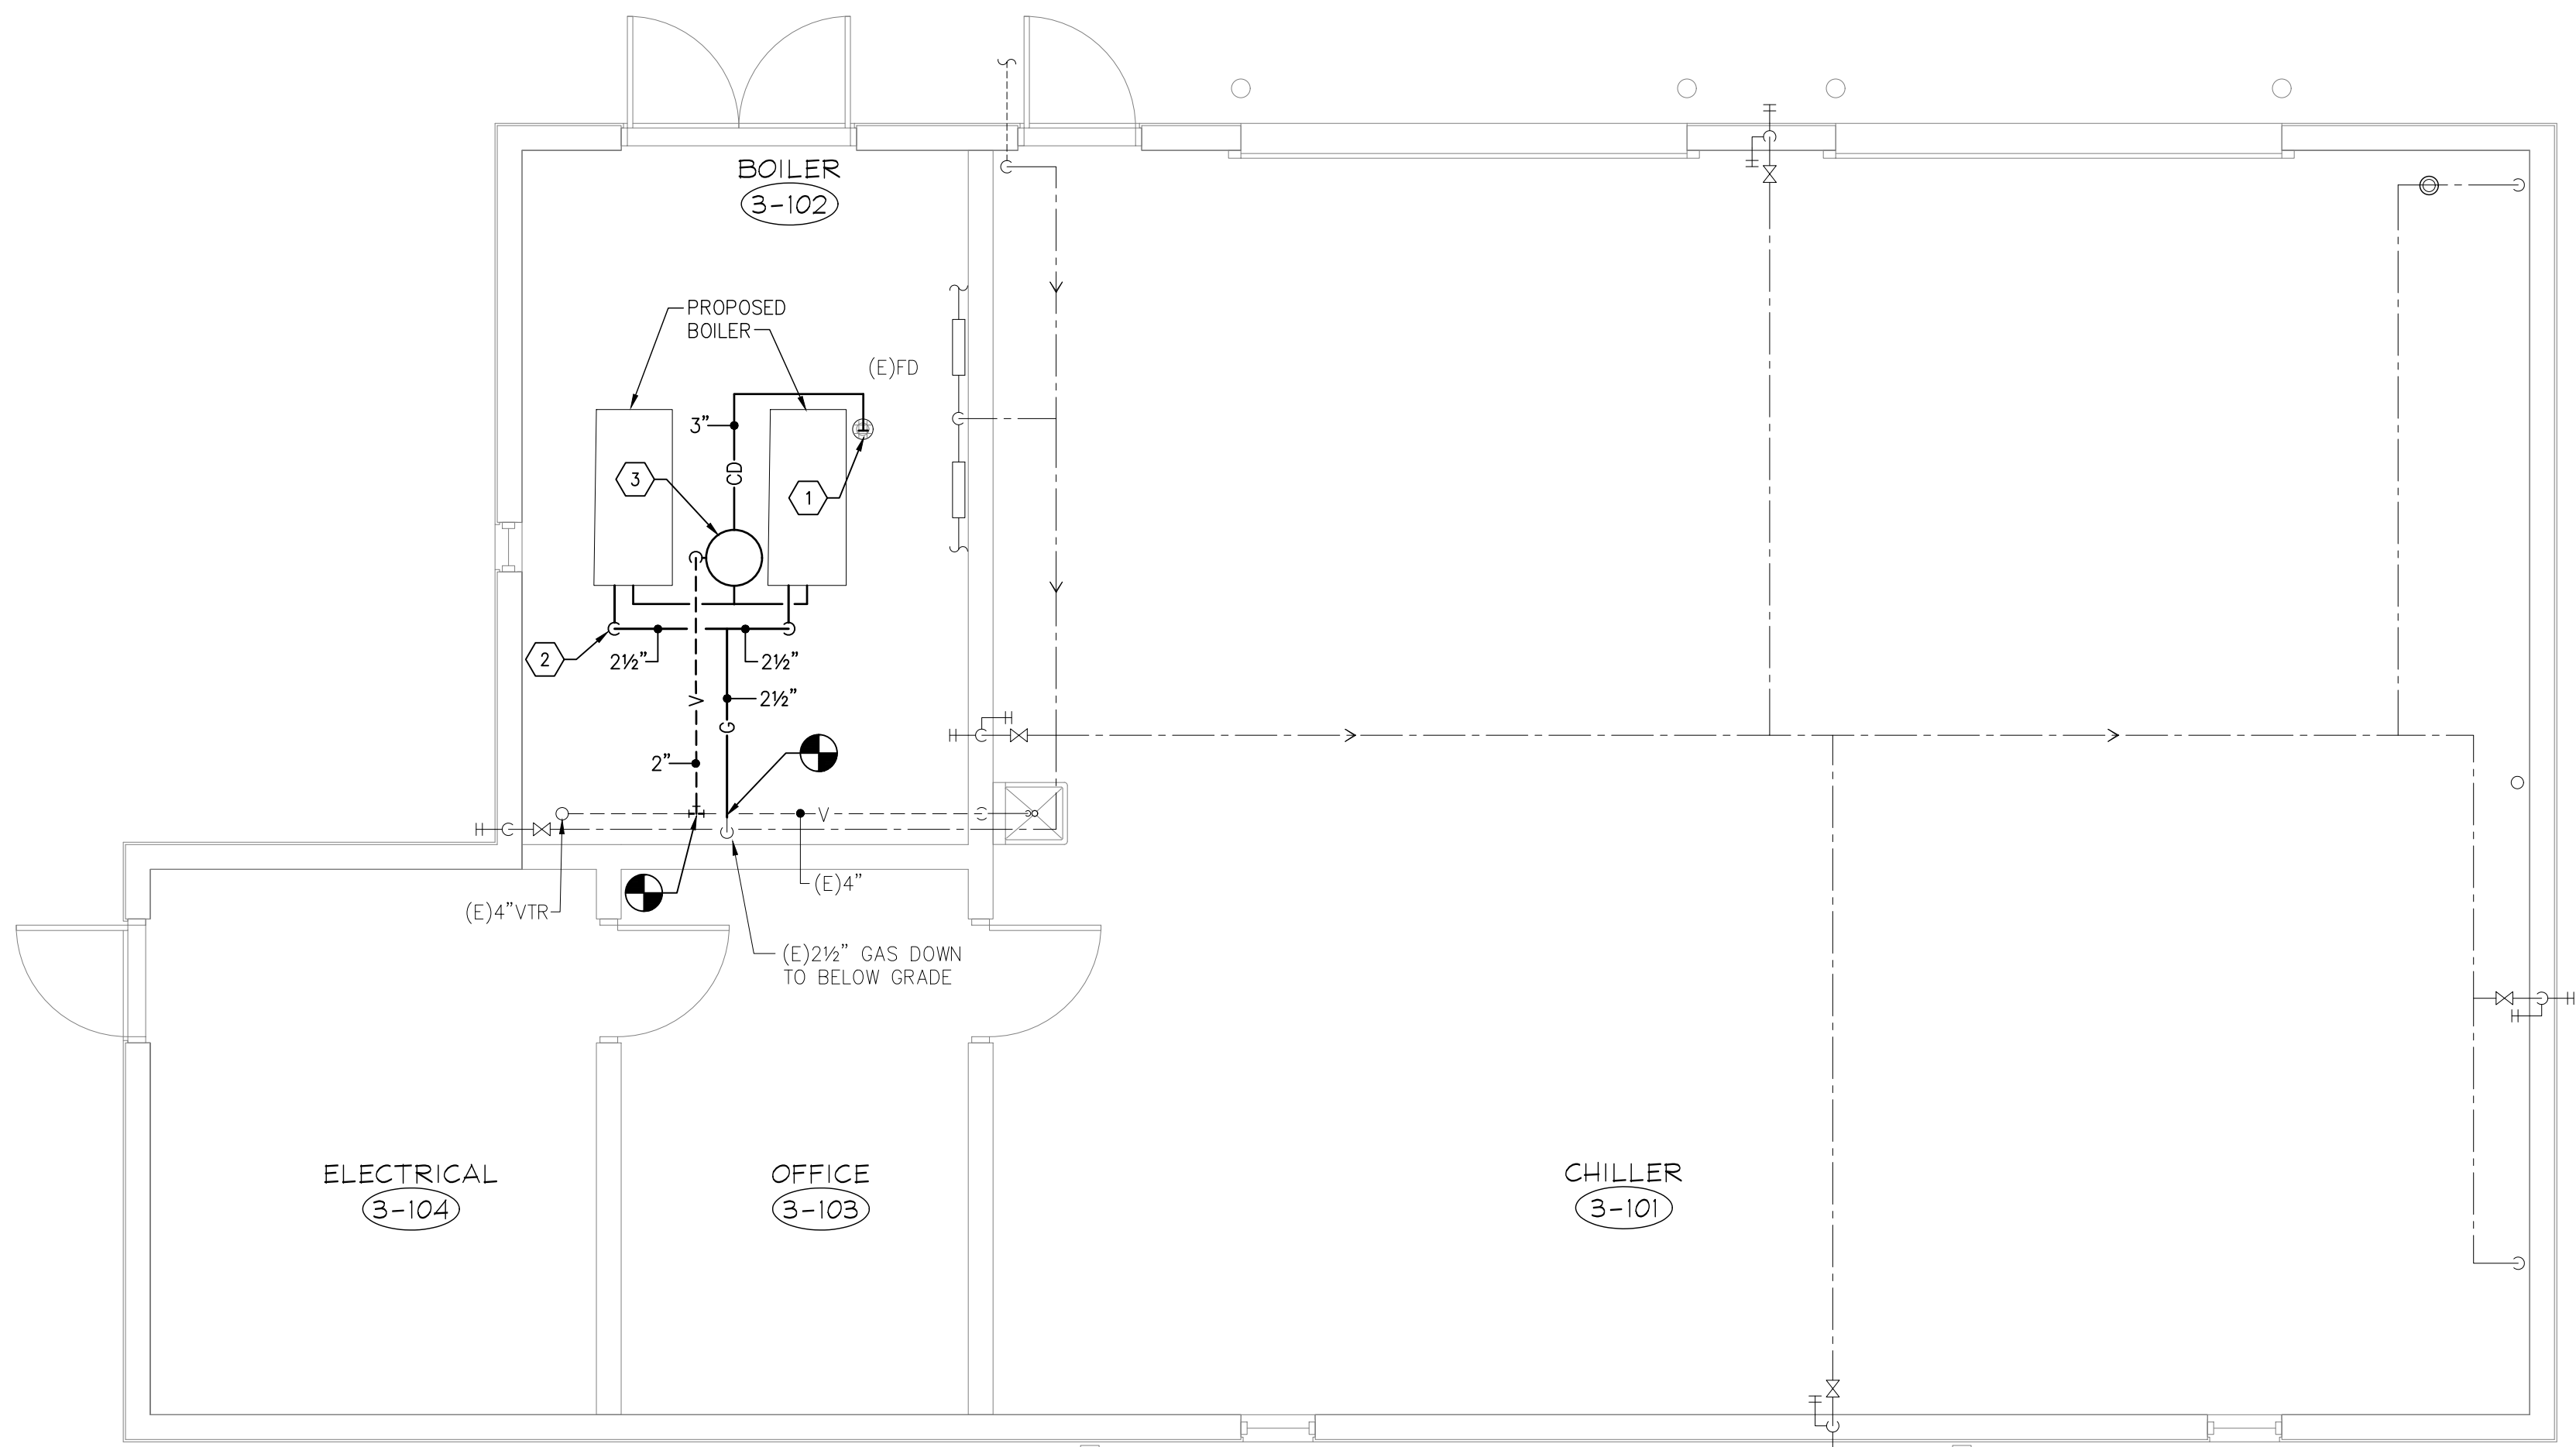 BOILER
3-102
PROPOSED
BOILER
(E)FD
3"
CD
3
1
2
2½"
2½"
2½"
V
G
2"
V
(E)4"
(E)4"VTR
(E)2½" GAS DOWN
TO BELOW GRADE
ELECTRICAL
3-104
OFFICE
3-103
CHILLER
3-101